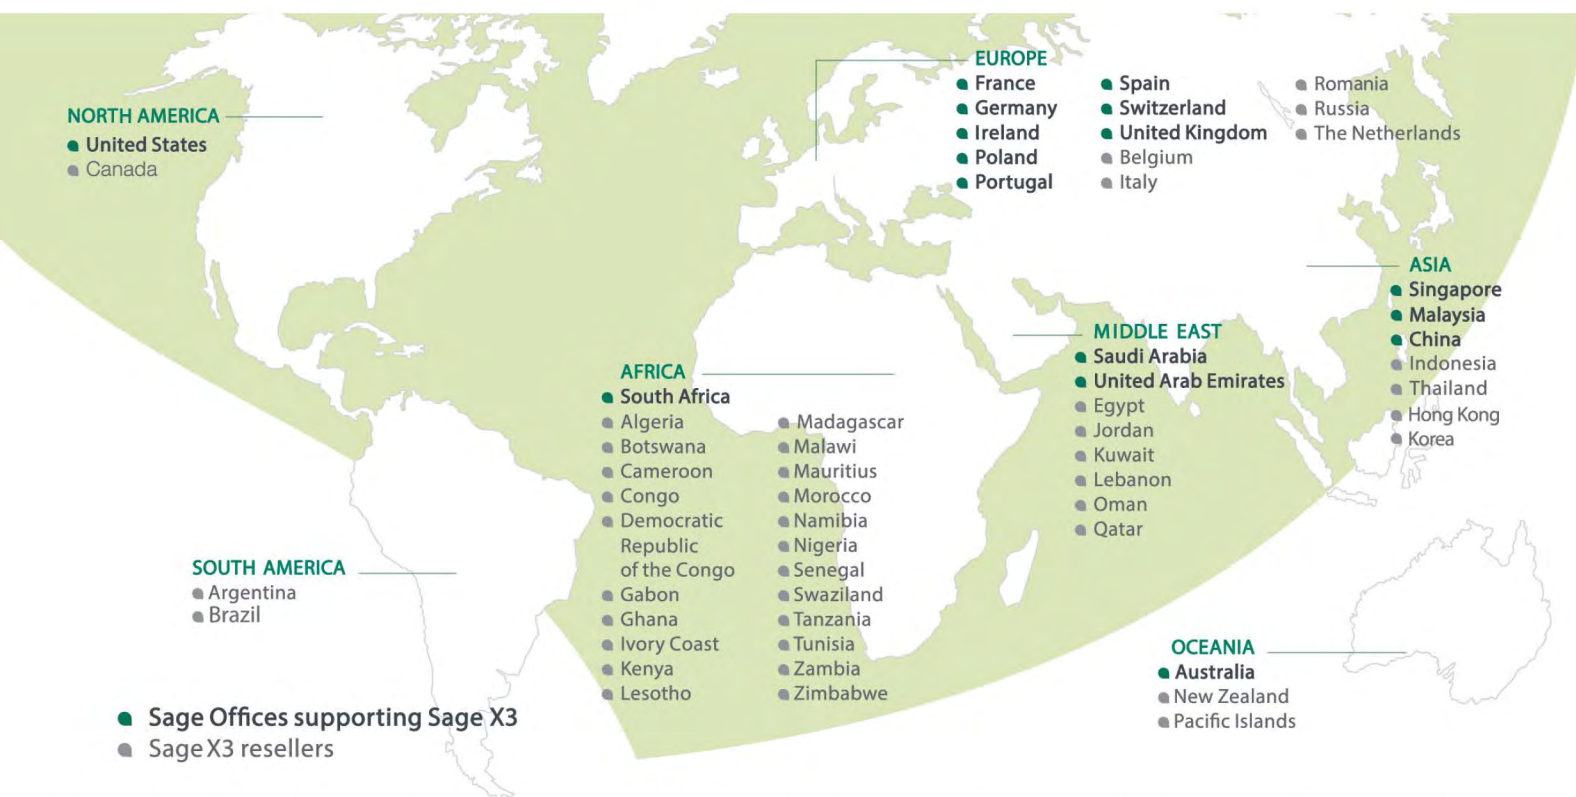 NORTH AMERICA
United States
Canada
EUROPE
France
Germany
Ireland
Poland
Portugal
Spain
Switzerland
United Kingdom
Belgium
Italy
Romania
Russia
The Netherlands
ASIA
Singapore
Malaysia
China
Indonesia
Thailand
Hong Kong
Korea
MIDDLE EAST
Saudi Arabia
United Arab Emirates
Egypt
Jordan
Kuwait
Lebanon
Oman
Qatar
AFRICA
South Africa
Algeria
Botswana
Cameroon
Congo
Democratic
Republic
of the Congo
Gabon
Ghana
Ivory Coast
Kenya
Lesotho
Madagascar
Malawi
Mauritius
Morocco
Namibia
Nigeria
Senegal
Swaziland
Tanzania
Tunisia
Zambia
Zimbabwe
SOUTH AMERICA
Argentina
Brazil
OCEANIA
Australia
New Zealand
Pacific Islands
Sage Offices supporting Sage X3
Sage X3 resellers